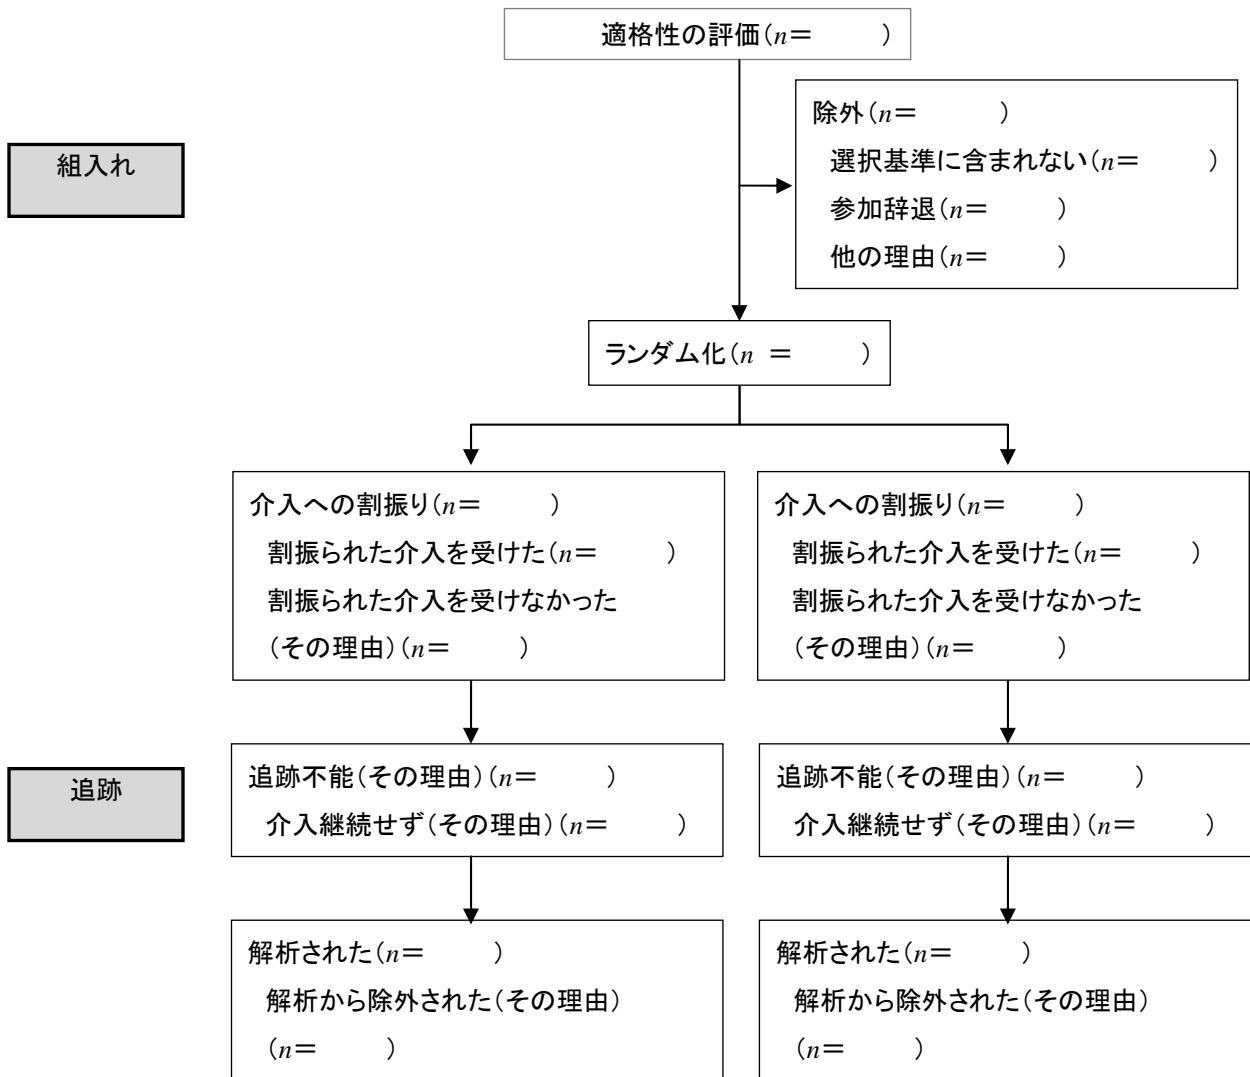 適格性の評価(n=　　)
除外(n=　　)
選択基準に含まれない(n=　　)
参加辞退(n=　　)
他の理由(n=　　)
組入れ
ランダム化(n =　　)
介入への割振り(n=　　)
割振られた介入を受けた(n=　　)
割振られた介入を受けなかった
(その理由)(n=　　)
介入への割振り(n=　　)
割振られた介入を受けた(n=　　)
割振られた介入を受けなかった
(その理由)(n=　　)
追跡
追跡不能(その理由)(n=　　)
介入継続せず(その理由)(n=　　)
追跡不能(その理由)(n=　　)
介入継続せず(その理由)(n=　　)
解析された(n=　　)
解析から除外された(その理由)
(n=　　)
解析された(n=　　)
解析から除外された(その理由)
(n=　　)